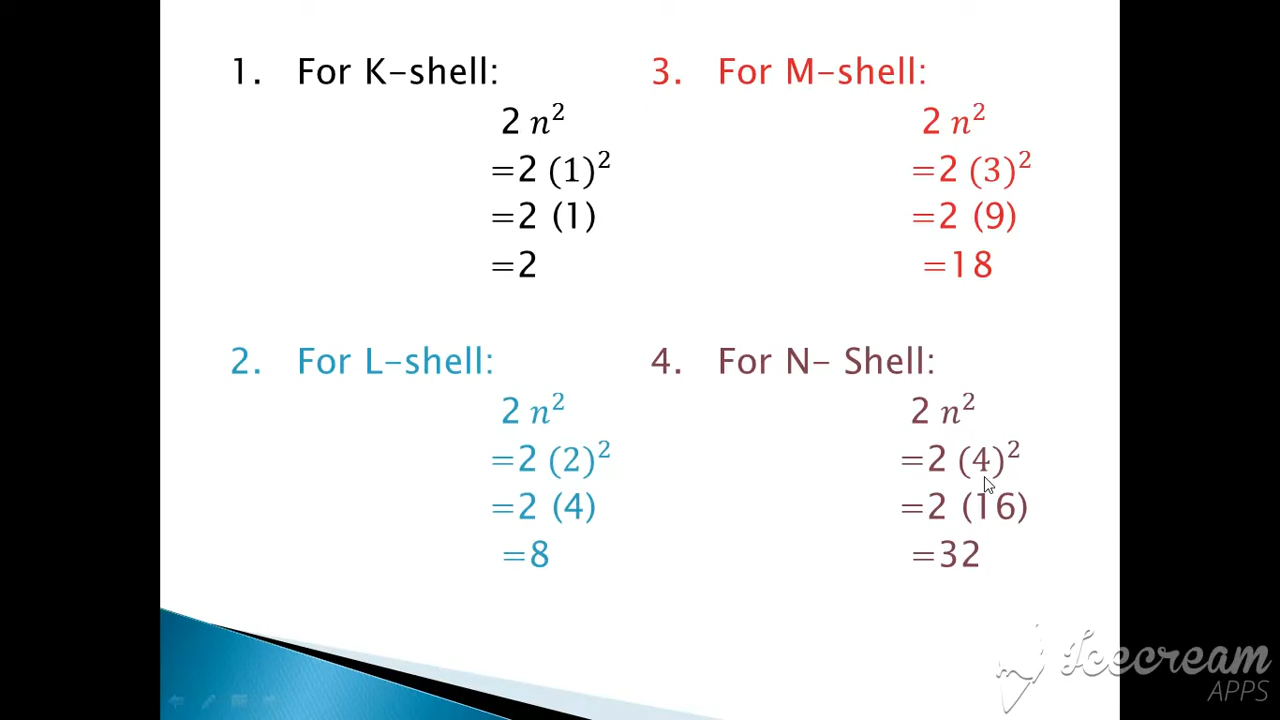 1. For K-shell:
2 n²
=2 (1)²
=2 (1)
=2
2. For L-shell:
2 n²
=2 (2)²
=2 (4)
=8
3. For M-shell:
2 n²
=2 (3)²
=2 (9)
=18
4. For N- Shell:
2 n²
=2 (4)²
=2 (16)
=32
Icecream
APPS